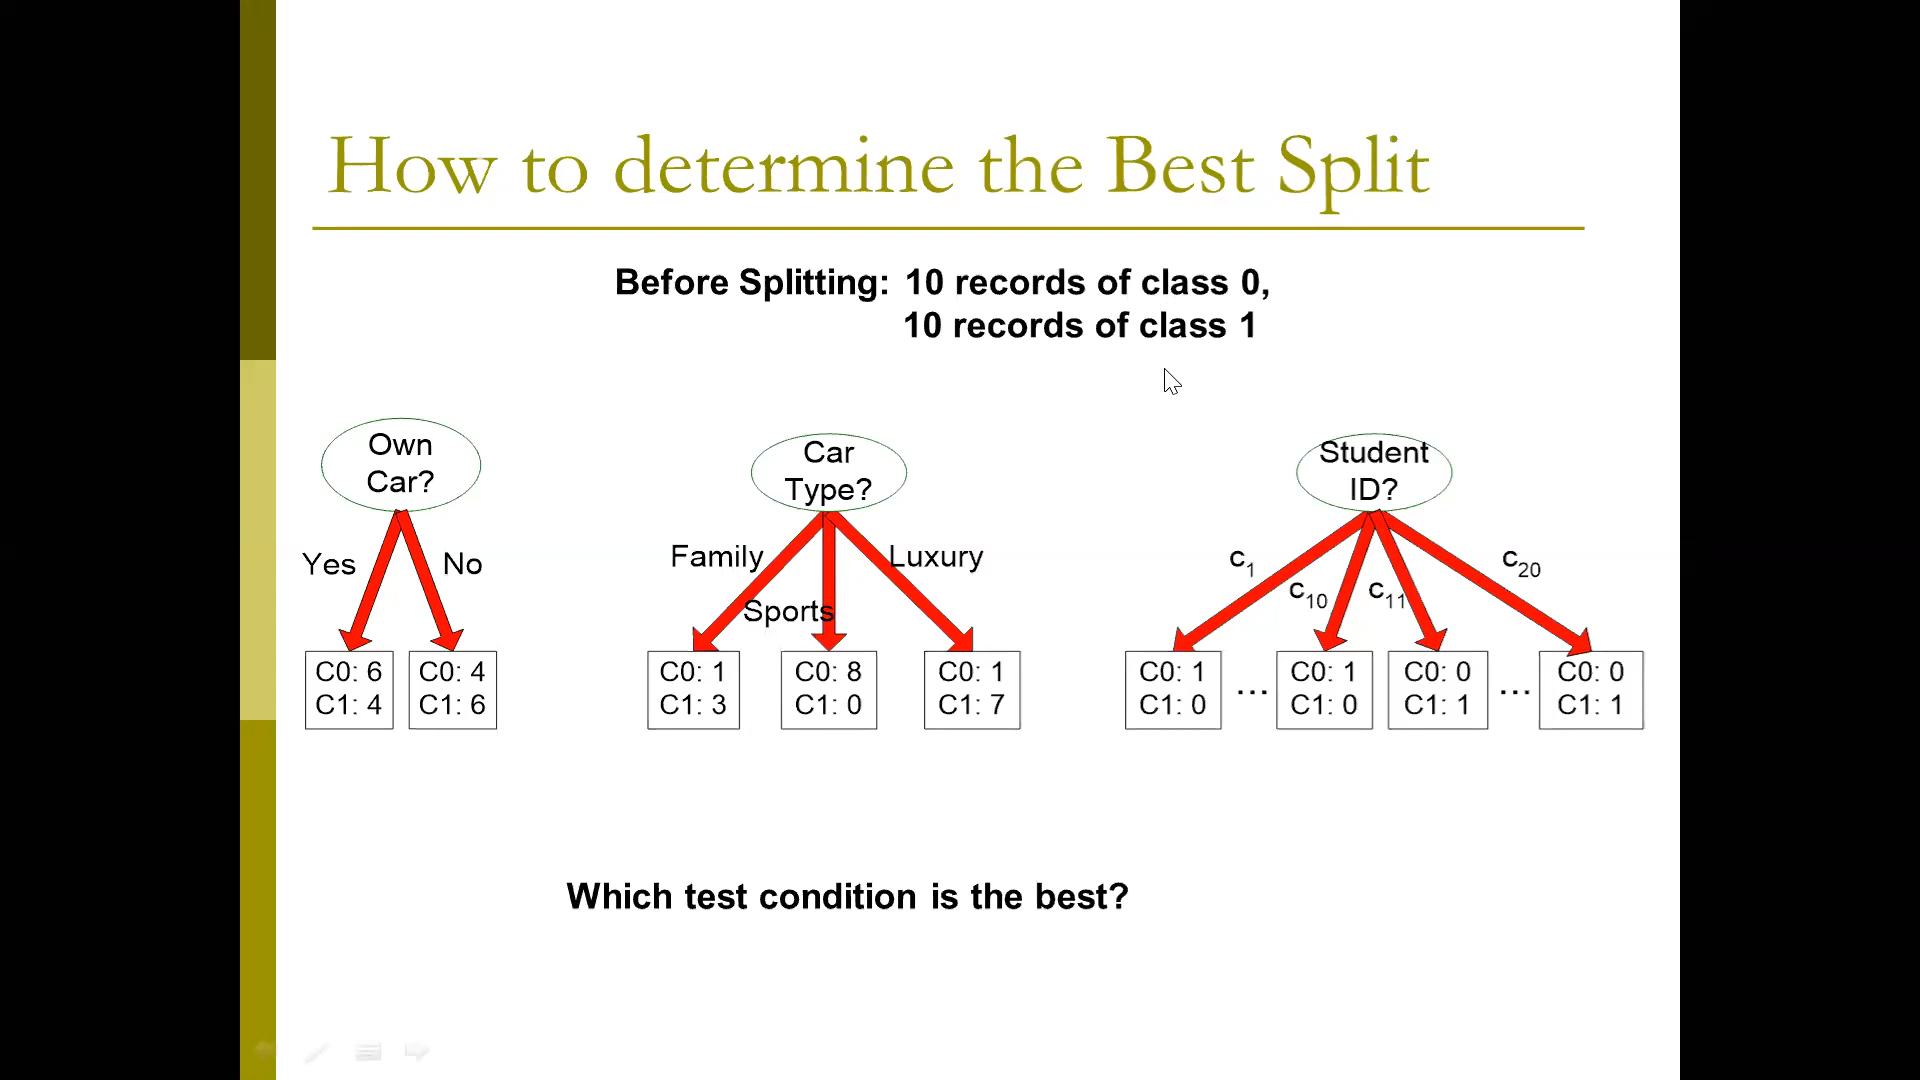 How to determine the Best Split
Before Splitting: 10 records of class 0,
10 records of class 1
Own
Car?
Yes
No
C0: 6
C1: 4
C0: 4
C1: 6
Car
Type?
Family
Sports
Luxury
C0: 1
C1: 3
C0: 8
C1: 0
C0: 1
C1: 7
Student
ID?
c1
c10
c11
c20
C0: 1
C1: 0
...
C0: 1
C1: 0
C0: 0
C1: 1
...
C0: 0
C1: 1
Which test condition is the best?